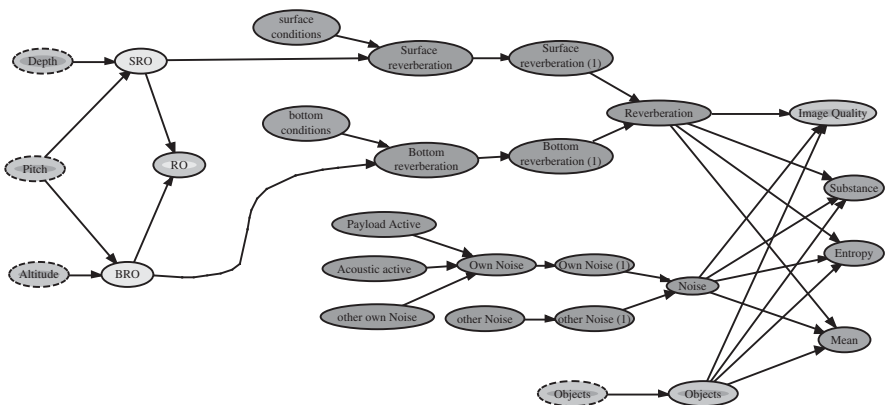 surface
conditions
Depth
SRO
Surface
reverberation
Surface
reverberation (1)
Reverberation
Image Quality
bottom
conditions
Pitch
RO
Bottom
reverberation
Bottom
reverberation (1)
Substance
Payload Active
Altitude
BRO
Acoustic active
Own Noise
Own Noise (1)
Noise
Entropy
other own Noise
other Noise
other Noise (1)
Mean
Objects
Objects